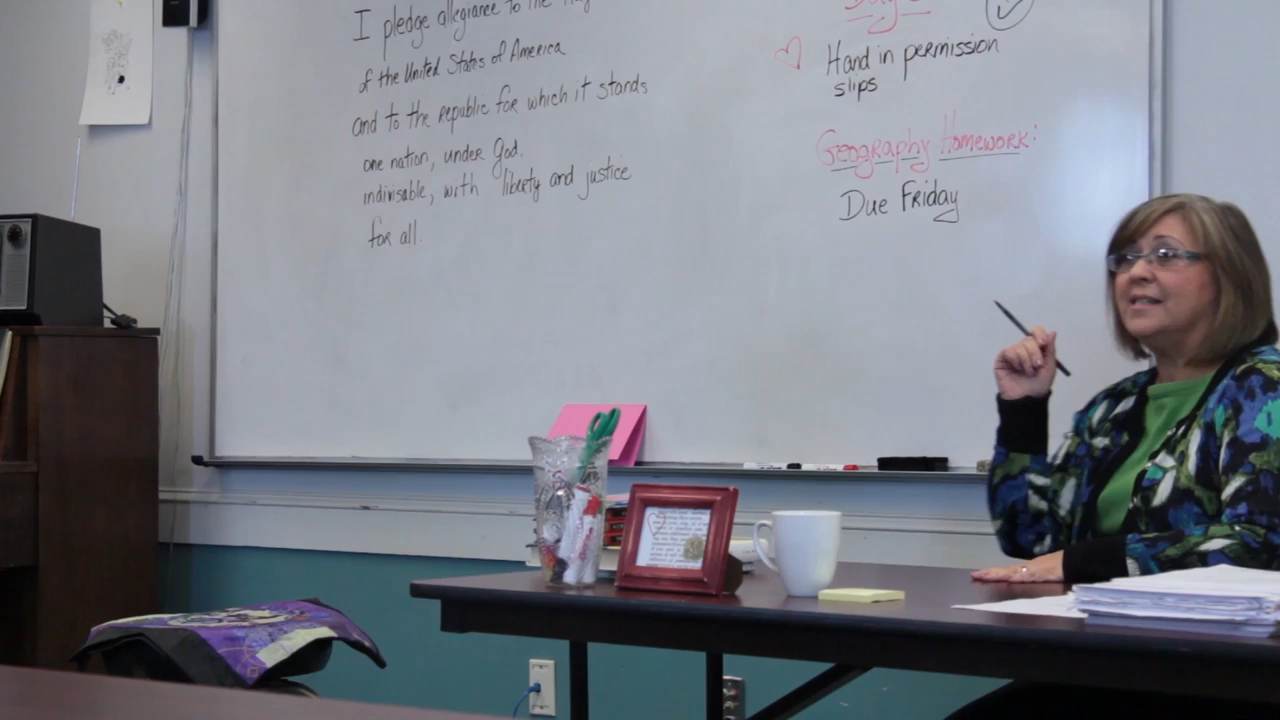 I pledge allegiance to the flag
of the United States of America
and to the republic for which it stands
one nation, under God.
indivisable, with liberty and justice
for all.
Hand in permission
slips
Geography Homework:
Due Friday